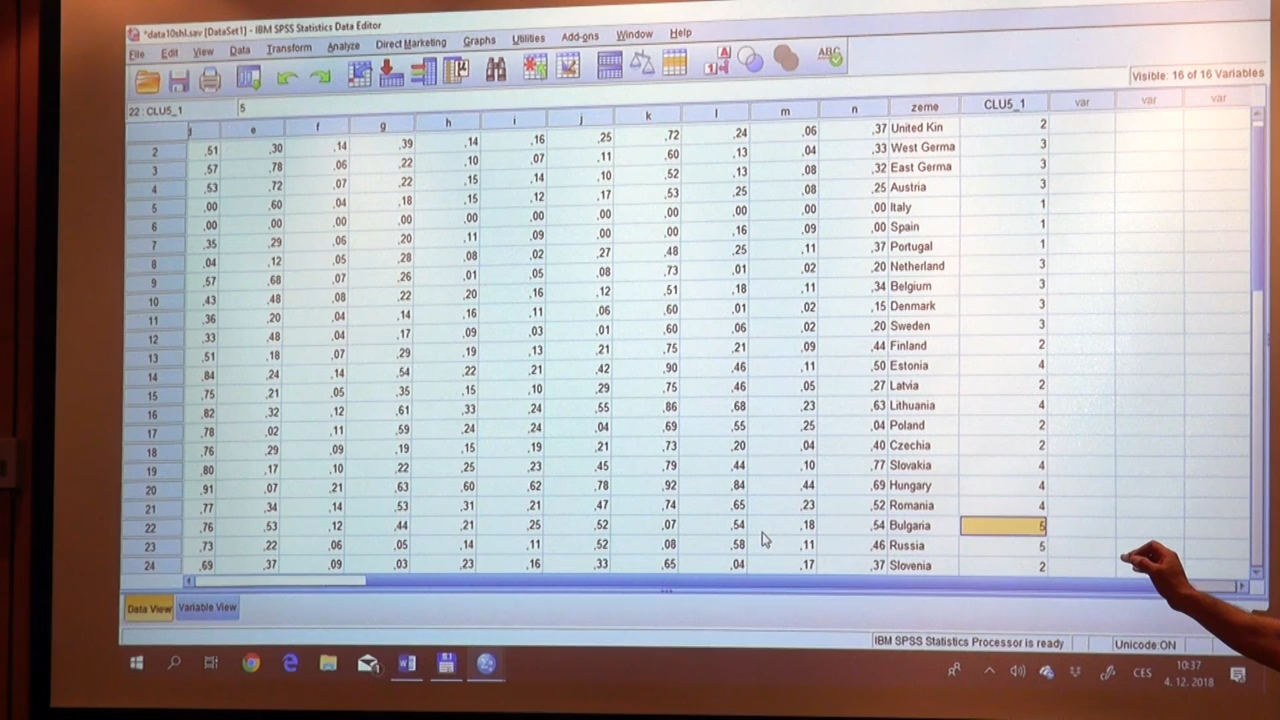 *data10shl.sav [DataSet1] - IBM SPSS Statistics Data Editor
File Edit View Data Transform Analyze Direct Marketing Graphs Utilities Add-ons Window Help
Visible: 16 of 16 Variables
22 : CLU5_1 5
e f g h i j k l m n zeme CLU5_1 var var var
2 ,51 ,30 ,14 ,39 ,14 ,16 ,25 ,72 ,24 ,06 ,37 United Kin 2
3 ,57 ,78 ,06 ,22 ,10 ,07 ,11 ,60 ,13 ,04 ,33 West Germa 3
4 ,53 ,72 ,07 ,22 ,15 ,14 ,10 ,52 ,13 ,08 ,32 East Germa 3
5 ,00 ,60 ,04 ,18 ,15 ,12 ,17 ,53 ,25 ,08 ,25 Austria 3
6 ,00 ,00 ,00 ,00 ,00 ,00 ,00 ,00 ,00 ,00 ,00 Italy 1
7 ,35 ,29 ,06 ,20 ,11 ,09 ,00 ,00 ,16 ,09 ,00 Spain 1
8 ,04 ,12 ,05 ,28 ,08 ,02 ,27 ,48 ,25 ,11 ,37 Portugal 1
9 ,57 ,68 ,07 ,26 ,01 ,05 ,08 ,73 ,01 ,02 ,20 Netherland 3
10 ,43 ,48 ,08 ,22 ,20 ,16 ,12 ,51 ,18 ,11 ,34 Belgium 3
11 ,36 ,20 ,04 ,14 ,16 ,11 ,06 ,60 ,01 ,02 ,15 Denmark 3
12 ,33 ,48 ,04 ,17 ,09 ,03 ,01 ,60 ,06 ,02 ,20 Sweden 3
13 ,51 ,18 ,07 ,29 ,19 ,13 ,21 ,75 ,21 ,09 ,44 Finland 2
14 ,84 ,24 ,14 ,54 ,22 ,21 ,42 ,90 ,46 ,11 ,50 Estonia 4
15 ,75 ,21 ,05 ,35 ,15 ,10 ,29 ,75 ,46 ,05 ,27 Latvia 2
16 ,82 ,32 ,12 ,61 ,33 ,24 ,55 ,86 ,68 ,23 ,63 Lithuania 4
17 ,78 ,02 ,11 ,59 ,24 ,24 ,04 ,69 ,55 ,25 ,04 Poland 2
18 ,76 ,29 ,09 ,19 ,15 ,19 ,21 ,73 ,20 ,04 ,40 Czechia 2
19 ,80 ,17 ,10 ,22 ,25 ,23 ,45 ,79 ,44 ,10 ,77 Slovakia 4
20 ,91 ,07 ,21 ,63 ,60 ,62 ,78 ,92 ,84 ,44 ,69 Hungary 4
21 ,77 ,34 ,14 ,53 ,31 ,21 ,47 ,74 ,65 ,23 ,52 Romania 4
22 ,76 ,53 ,12 ,44 ,21 ,25 ,52 ,07 ,54 ,18 ,54 Bulgaria 5
23 ,73 ,22 ,06 ,05 ,14 ,11 ,52 ,08 ,58 ,11 ,46 Russia 5
24 ,69 ,37 ,09 ,03 ,23 ,16 ,33 ,65 ,04 ,17 ,37 Slovenia 2
Data View Variable View
IBM SPSS Statistics Processor is ready Unicode:ON
CES 10:37
4. 12. 2018